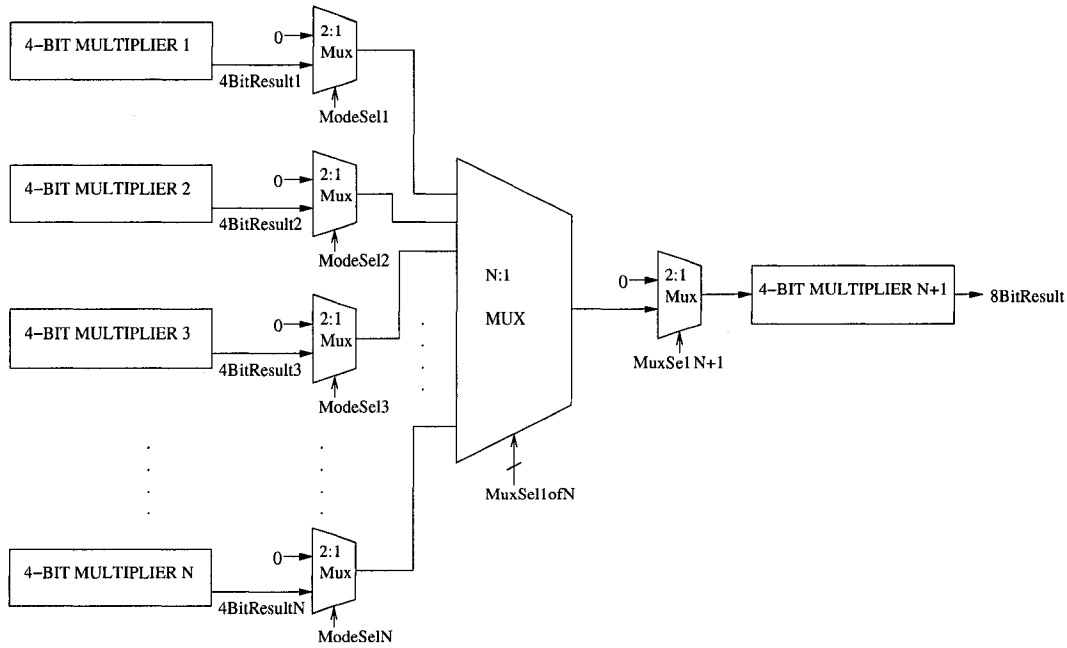 4-BIT MULTIPLIER 1
0
2:1
Mux
4BitResult1
ModeSel1
4-BIT MULTIPLIER 2
0
2:1
Mux
4BitResult2
ModeSel2
4-BIT MULTIPLIER 3
0
2:1
Mux
4BitResult3
ModeSel3
4-BIT MULTIPLIER N
0
2:1
Mux
4BitResultN
ModeSelN
N:1
MUX
MuxSel1ofN
0
2:1
Mux
MuxSel N+1
4-BIT MULTIPLIER N+1
8BitResult